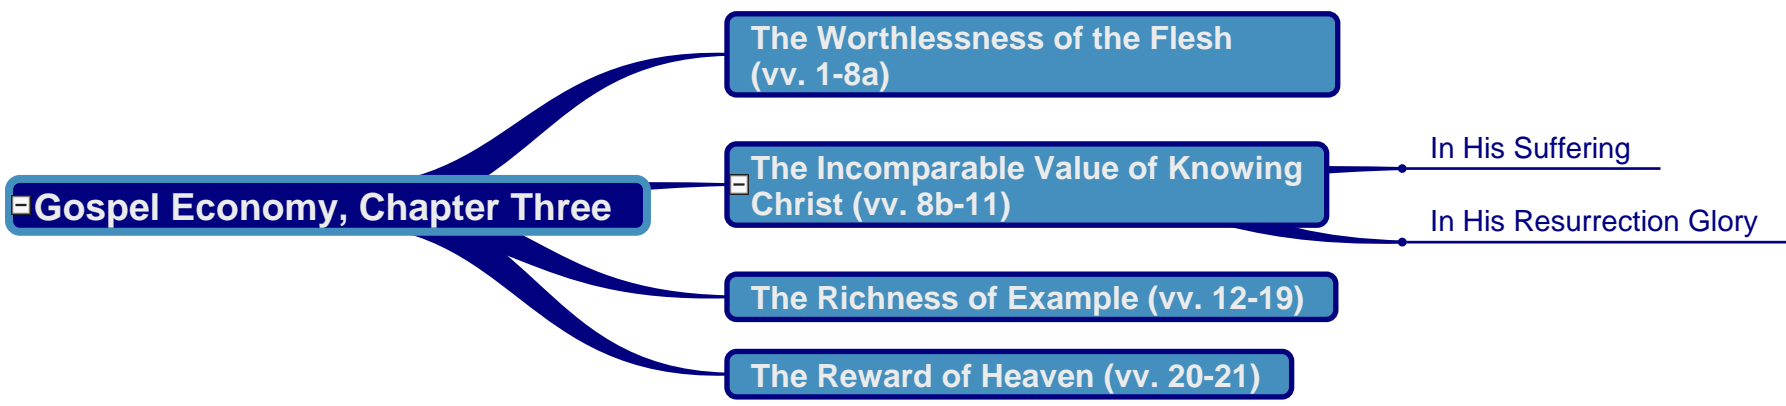 Gospel Economy, Chapter Three
The Worthlessness of the Flesh
(vv. 1-8a)
The Incomparable Value of Knowing
Christ (vv. 8b-11)
In His Suffering
In His Resurrection Glory
The Richness of Example (vv. 12-19)
The Reward of Heaven (vv. 20-21)